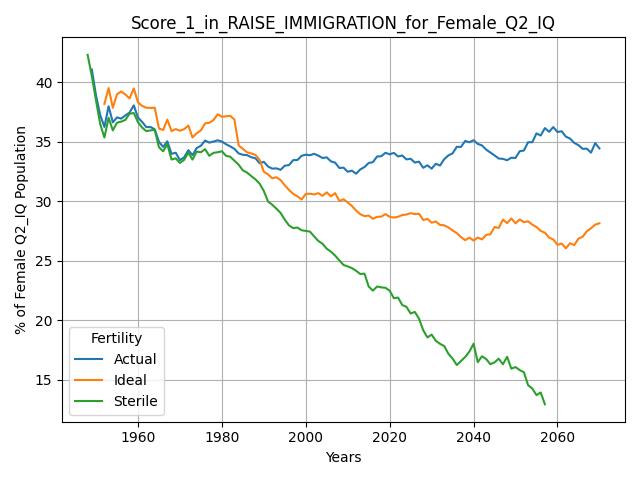 Score_1_in_RAISE_IMMIGRATION_for_Female_Q2_IQ
% of Female Q2_IQ Population
40
35
30
25
20
15
Fertility
Actual
Ideal
Sterile
1960 1980 2000 2020 2040 2060
Years